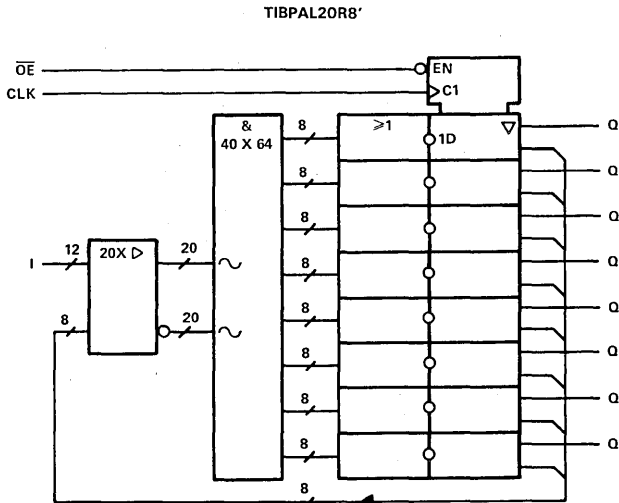 TIBPAL20R8′
OE
EN
CLK
C1
&
40 X 64
8
≥1
1D
▽
Q
8
Q
8
Q
12
20X ▷
20
8
Q
I
8
20
8
Q
8
Q
8
Q
8
Q
8